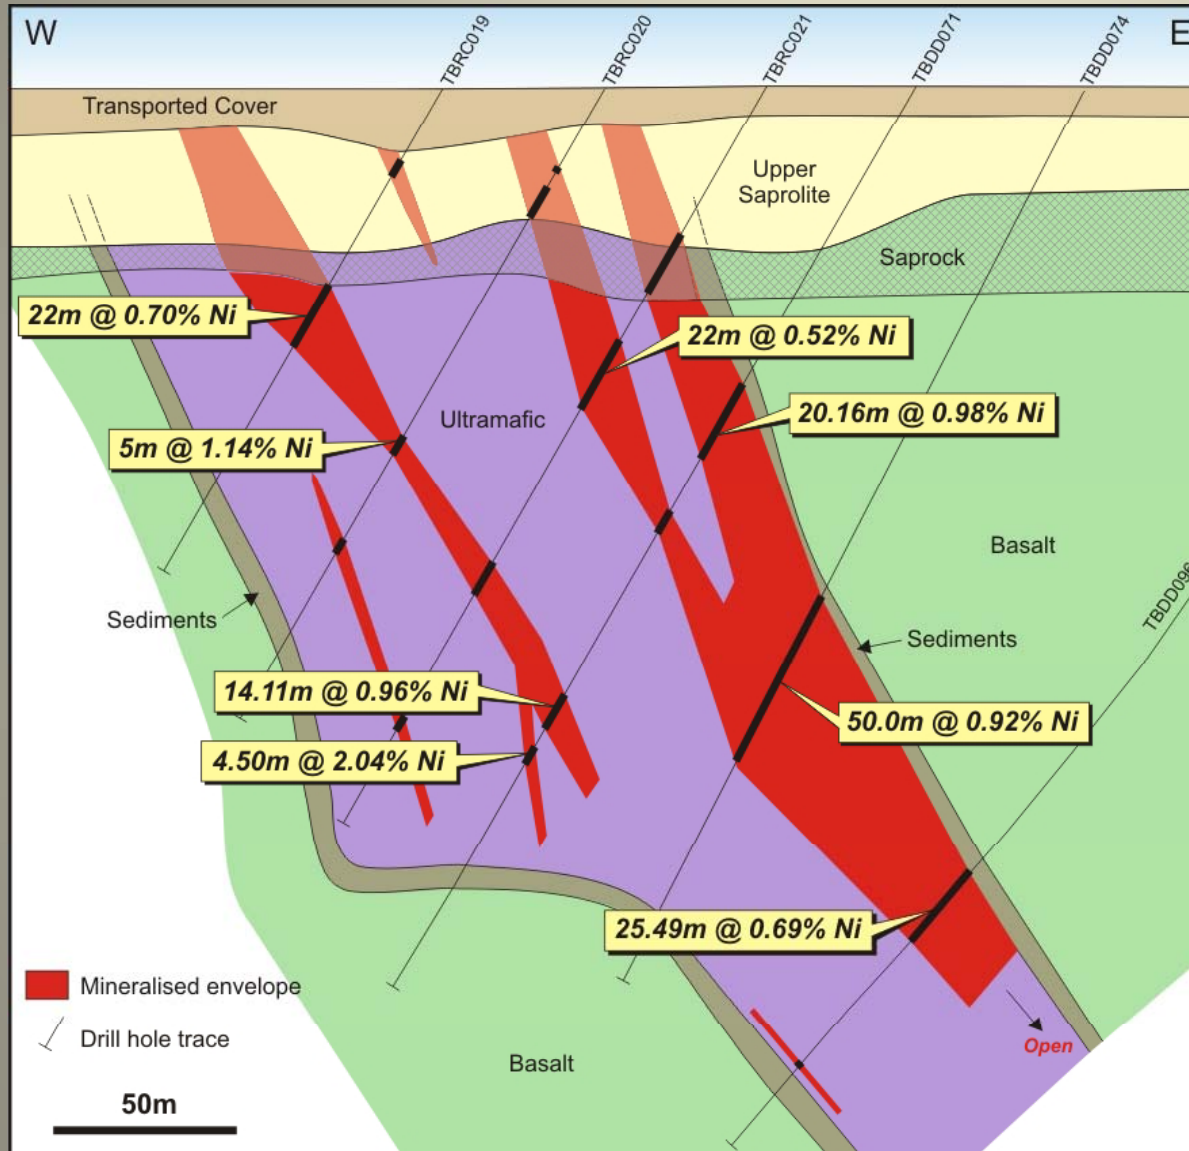 W
TBRC019
TBRC020
TBRC021
TBDD071
TBDD074
E
Transported Cover
Upper
Saprolite
Saprock
22m @ 0.70% Ni
22m @ 0.52% Ni
20.16m @ 0.98% Ni
Ultramafic
5m @ 1.14% Ni
Basalt
TBDD096
Sediments
Sediments
14.11m @ 0.96% Ni
50.0m @ 0.92% Ni
4.50m @ 2.04% Ni
25.49m @ 0.69% Ni
Mineralised envelope
Drill hole trace
Open
Basalt
50m